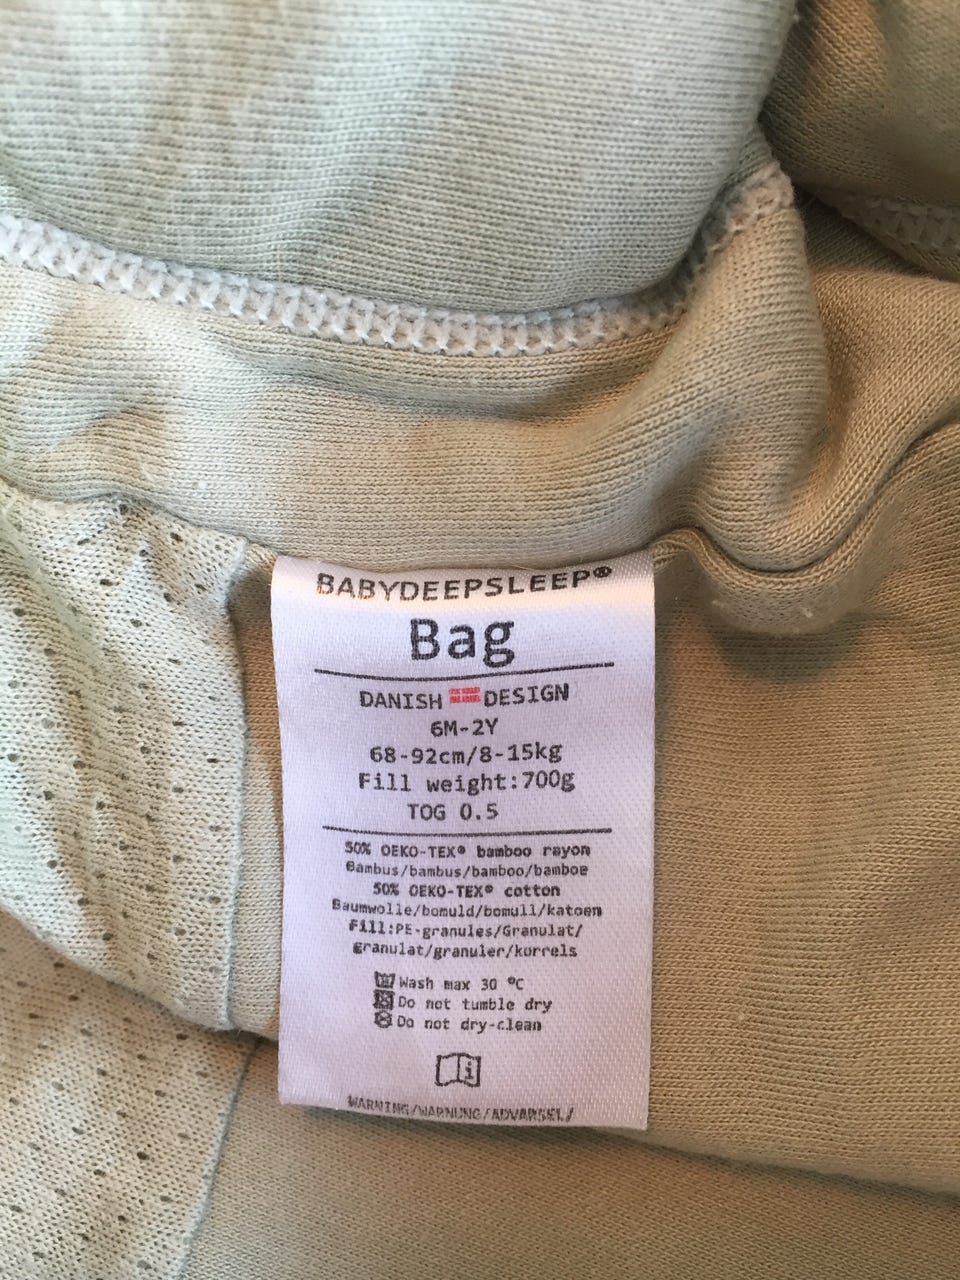 BABYDEEPSLEEP®
Bag
DANISH DESIGN
6M-2Y
68-92cm/8-15kg
Fill weight:700g
TOG 0.5
50% OEKO-TEX® bamboo rayon
Bambus/bambus/bamboo/bamboe
50% OEKO-TEX® cotton
Baumwolle/bomuld/bomull/katoen
Fill:PE-granules/Granulat/
granulat/granuler/korrels
Wash max 30 °C
Do not tumble dry
Do not dry-clean
WARNING/WARNUNG/ADVARSEL/